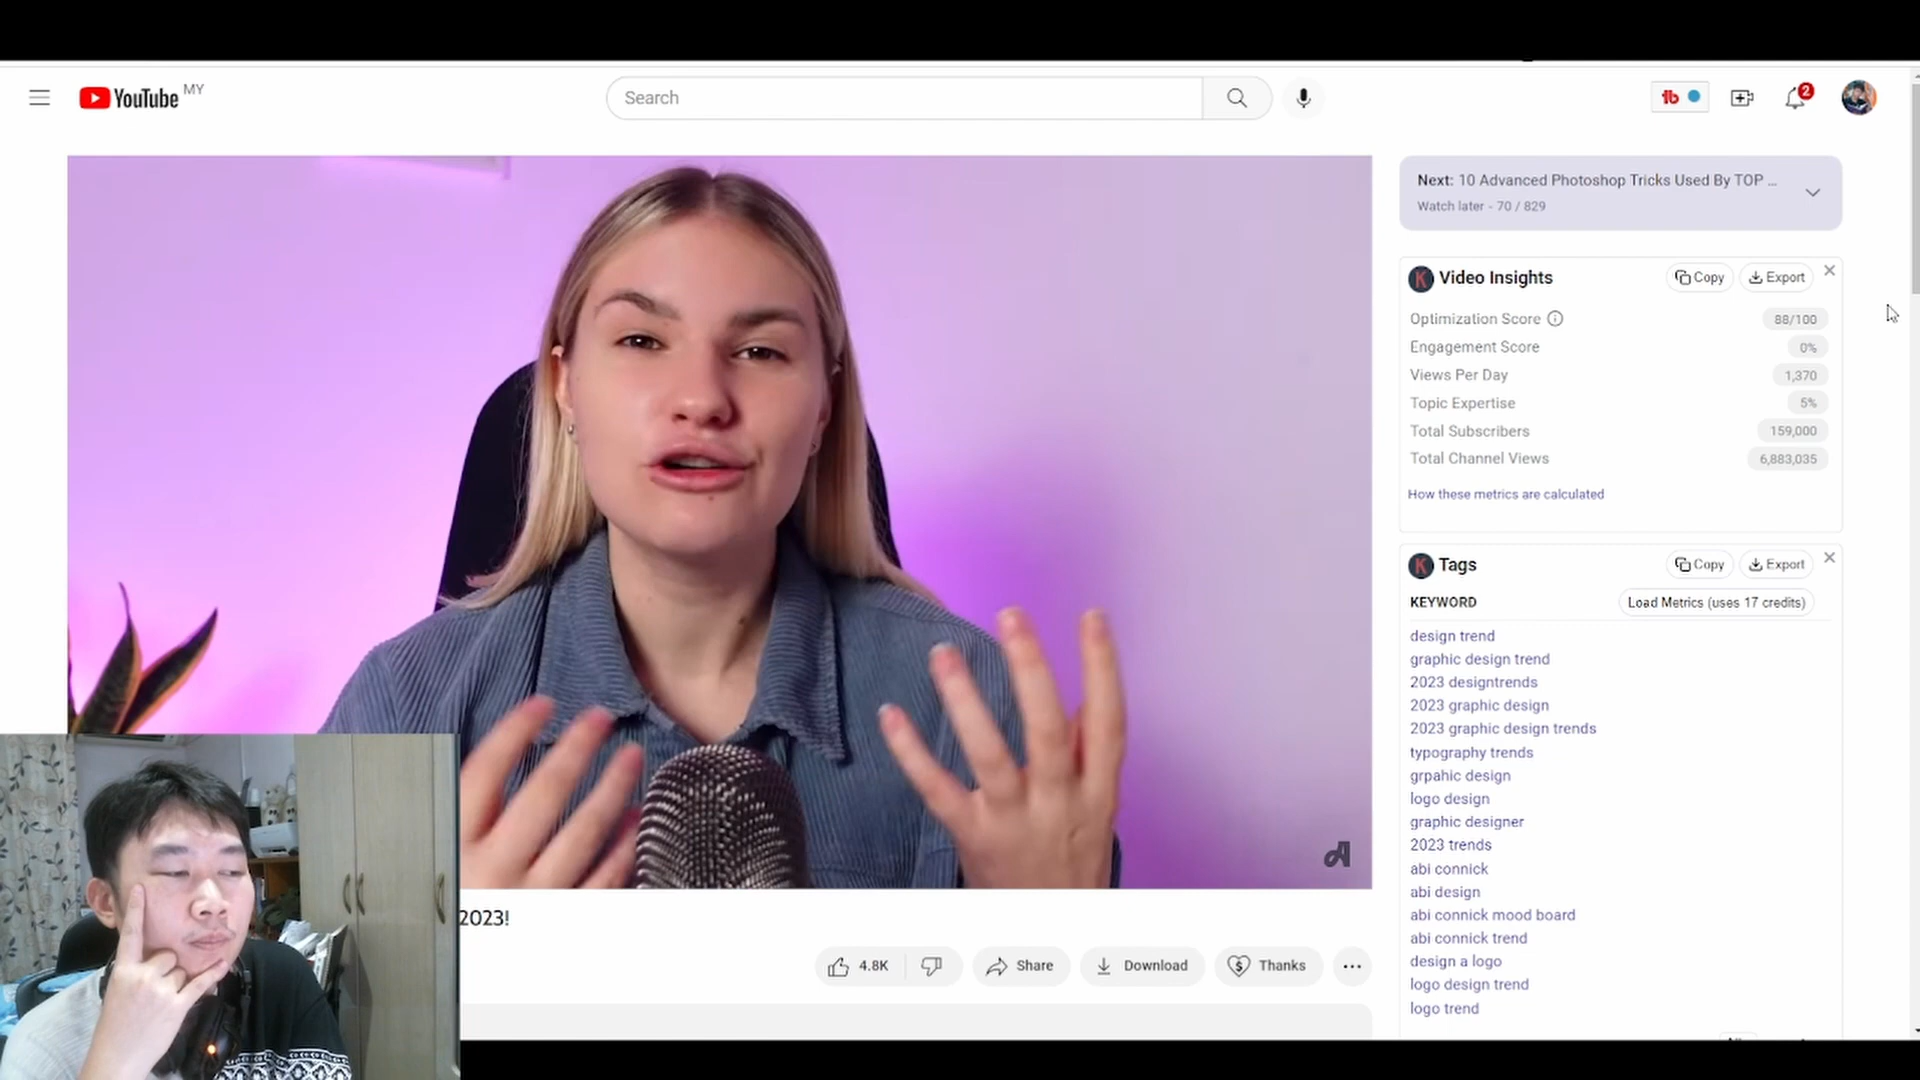 YouTube MY
Search
2
Next: 10 Advanced Photoshop Tricks Used By TOP ...
Watch later - 70 / 829
K Video Insights
Copy
Export
Optimization Score
88/100
Engagement Score
0%
Views Per Day
1,370
Topic Expertise
5%
Total Subscribers
159,000
Total Channel Views
6,883,035
How these metrics are calculated
K Tags
Copy
Export
KEYWORD
Load Metrics (uses 17 credits)
design trend
graphic design trend
2023 designtrends
2023 graphic design
2023 graphic design trends
typography trends
grpahic design
logo design
graphic designer
2023 trends
abi connick
abi design
abi connick mood board
abi connick trend
design a logo
logo design trend
logo trend
2023!
4.8K
Share
Download
Thanks